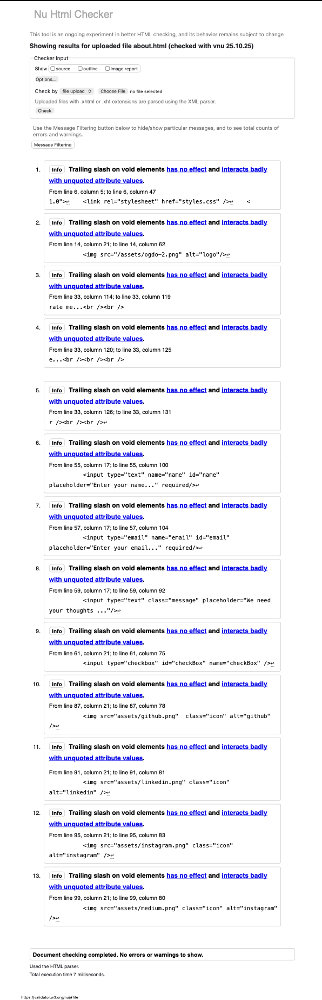 Nu Html Checker
This tool is an ongoing experiment in better HTML checking, and its behavior remains subject to change
Showing results for uploaded file about.html (checked with vnu 25.10.25)
Checker Input
Show source outline image report
Options...
Check by file upload Choose File no file selected
Uploaded files with .xhtml or .xht extensions are parsed using the XML parser.
Check
Use the Message Filtering button below to hide/show particular messages, and to see total counts of
errors and warnings.
Message Filtering
1. Info Trailing slash on void elements has no effect and interacts badly
with unquoted attribute values.
From line 6, column 5; to line 6, column 47
1.0">↩    <link rel="stylesheet" href="styles.css" />↩    <
2. Info Trailing slash on void elements has no effect and interacts badly
with unquoted attribute values.
From line 14, column 21; to line 14, column 62
<img src="/assets/ogdo-2.png" alt="logo"/>↩
3. Info Trailing slash on void elements has no effect and interacts badly
with unquoted attribute values.
From line 33, column 114; to line 33, column 119
rate me...<br /><br />
4. Info Trailing slash on void elements has no effect and interacts badly
with unquoted attribute values.
From line 33, column 120; to line 33, column 125
e...<br /><br /><br />
5. Info Trailing slash on void elements has no effect and interacts badly
with unquoted attribute values.
From line 33, column 126; to line 33, column 131
r /><br /><br />↩
6. Info Trailing slash on void elements has no effect and interacts badly
with unquoted attribute values.
From line 55, column 17; to line 55, column 100
<input type="text" name="name" id="name"
placeholder="Enter your name..." required/>↩
7. Info Trailing slash on void elements has no effect and interacts badly
with unquoted attribute values.
From line 57, column 17; to line 57, column 104
<input type="email" name="email" id="email"
placeholder="Enter your email..." required/>↩
8. Info Trailing slash on void elements has no effect and interacts badly
with unquoted attribute values.
From line 59, column 17; to line 59, column 92
<input type="text" class="message" placeholder="We need
your thoughts ..."/>↩
9. Info Trailing slash on void elements has no effect and interacts badly
with unquoted attribute values.
From line 61, column 21; to line 61, column 75
<input type="checkbox" id="checkBox" name="checkBox" />↩
10. Info Trailing slash on void elements has no effect and interacts badly
with unquoted attribute values.
From line 87, column 21; to line 87, column 78
<img src="assets/github.png"  class="icon" alt="github"
/>↩
11. Info Trailing slash on void elements has no effect and interacts badly
with unquoted attribute values.
From line 91, column 21; to line 91, column 81
<img src="assets/linkedin.png" class="icon"
alt="linkedin" />↩
12. Info Trailing slash on void elements has no effect and interacts badly
with unquoted attribute values.
From line 95, column 21; to line 95, column 83
<img src="assets/instagram.png" class="icon"
alt="instagram" />↩
13. Info Trailing slash on void elements has no effect and interacts badly
with unquoted attribute values.
From line 99, column 21; to line 99, column 80
<img src="assets/medium.png" class="icon" alt="instagram"
/>↩
Document checking completed. No errors or warnings to show.
Used the HTML parser.
Total execution time 7 milliseconds.
https://validator.w3.org/nu/#file